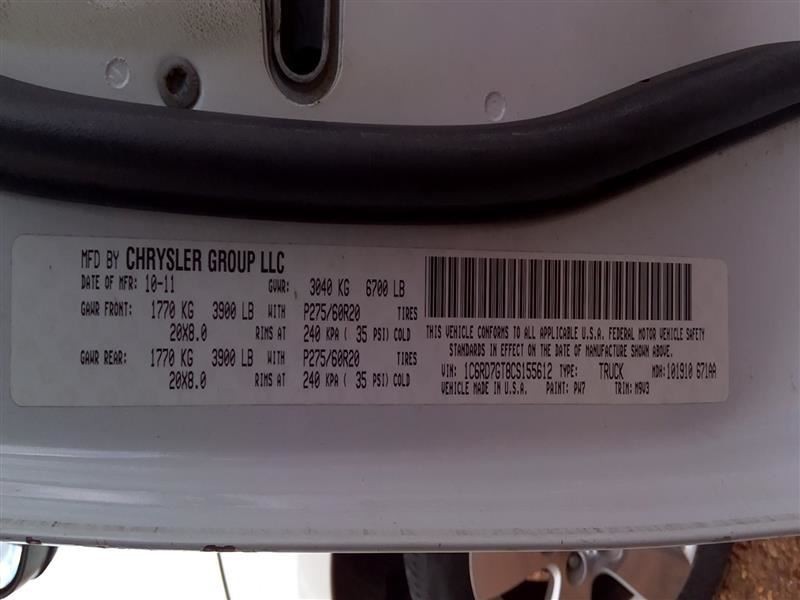 MFD BY CHRYSLER GROUP LLC
DATE OF MFR: 10-11 GVWR: 3040 KG 6700 LB
GAWR FRONT: 1770 KG 3900 LB WITH P275/60R20 TIRES
20X8.0 RIMS AT 240 KPA ( 35 PSI) COLD
GAWR REAR: 1770 KG 3900 LB WITH P275/60R20 TIRES
20X8.0 RIMS AT 240 KPA ( 35 PSI) COLD
THIS VEHICLE CONFORMS TO ALL APPLICABLE U.S.A. FEDERAL MOTOR VEHICLE SAFETY
STANDARDS IN EFFECT ON THE DATE OF MANUFACTURE SHOWN ABOVE.
VIN: 1C6RD7GT8CS155612 TYPE: TRUCK MDH: 101910 671AA
VEHICLE MADE IN U.S.A. PAINT: PW7 TRIM: M9V3